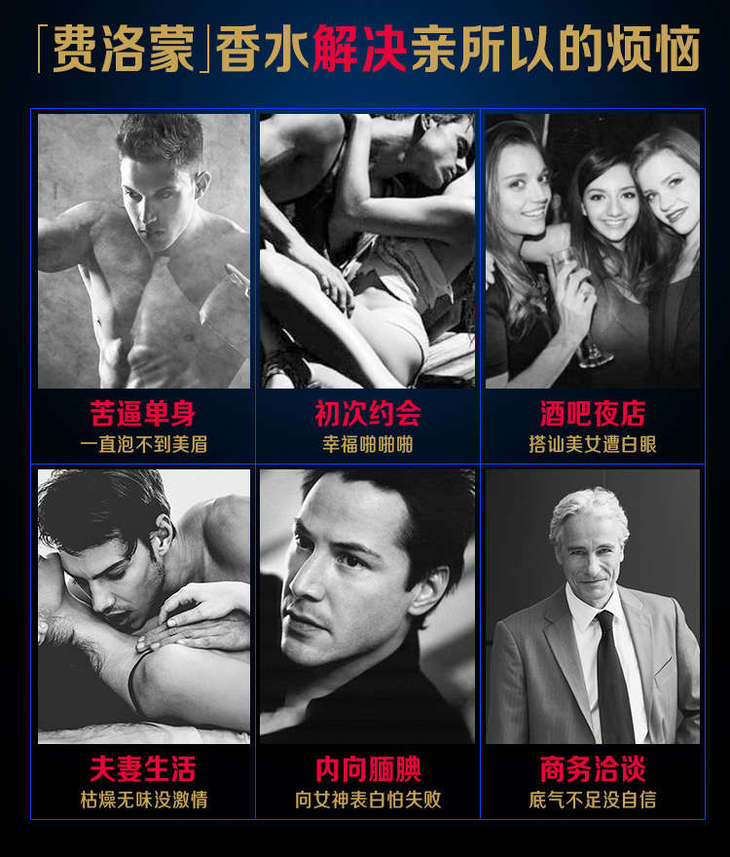 「费洛蒙」香水解决亲所以的烦恼
苦逼单身
一直泡不到美眉
初次约会
幸福啪啪啪
酒吧夜店
搭讪美女遭白眼
夫妻生活
枯燥无味没激情
内向腼腆
向女神表白怕失败
商务洽谈
底气不足没自信